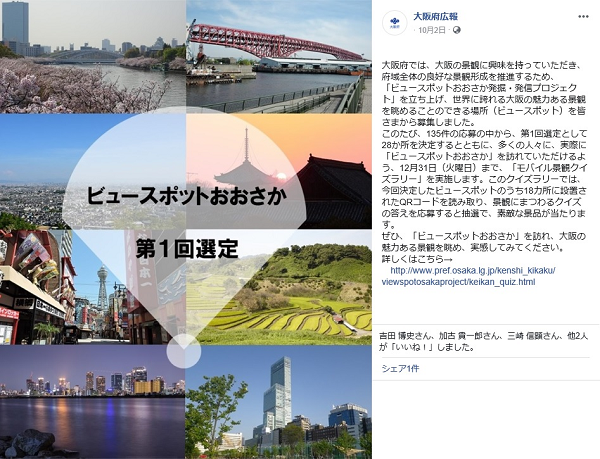 ビュースポットおおさか
第1回選定
大阪府広報
10月2日
大阪府では、大阪の景観に興味を持っていただき、
府域全体の良好な景観形成を推進するため、
「ビュースポットおおさか発掘・発信プロジェク
ト」を立ち上げ、世界に誇れる大阪の魅力ある景観
を眺めることのできる場所（ビュースポット）を皆
さまから募集しました。
このたび、135件の応募の中から、第1回選定として
28か所を決定するとともに、多くの人々に、実際に
「ビュースポットおおさか」を訪れていただけるよ
う、12月31日（火曜日）まで、「モバイル景観クイ
ズラリー」を実施します。このクイズラリーでは、
今回決定したビュースポットのうち18カ所に設置さ
れたQRコードを読み取り、景観にまつわるクイズ
の答えを応募すると抽選で、素敵な景品が当たりま
す。
ぜひ、「ビュースポットおおさか」を訪れ、大阪の
魅力ある景観を眺め、実感してみてください。
詳しくはこちら→
http://www.pref.osaka.lg.jp/kenshi_kikaku/
viewspotosakaproject/keikan_quiz.html
吉田 博史さん、加古 貴一郎さん、三崎 信顕さん、他2人
が「いいね！」しました。
シェア1件